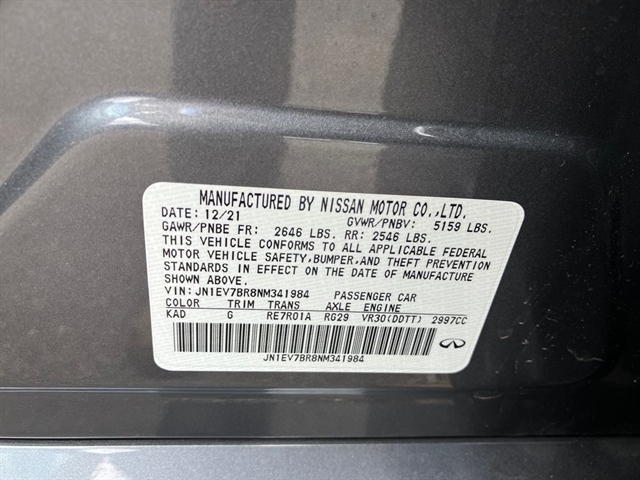 MANUFACTURED BY NISSAN MOTOR CO.,LTD.
DATE: 12/21 GVWR/PNBV: 5159 LBS.
GAWR/PNBE FR: 2646 LBS. RR: 2546 LBS.
THIS VEHICLE CONFORMS TO ALL APPLICABLE FEDERAL
MOTOR VEHICLE SAFETY,BUMPER,AND THEFT PREVENTION
STANDARDS IN EFFECT ON THE DATE OF MANUFACTURE
SHOWN ABOVE.
VIN: JN1EV7BR8NM341984 PASSENGER CAR
COLOR TRIM TRANS AXLE ENGINE
KAD G RE7R01A RG29 VR30(DDTT) 2997CC
JN1EV7BR8NM341984